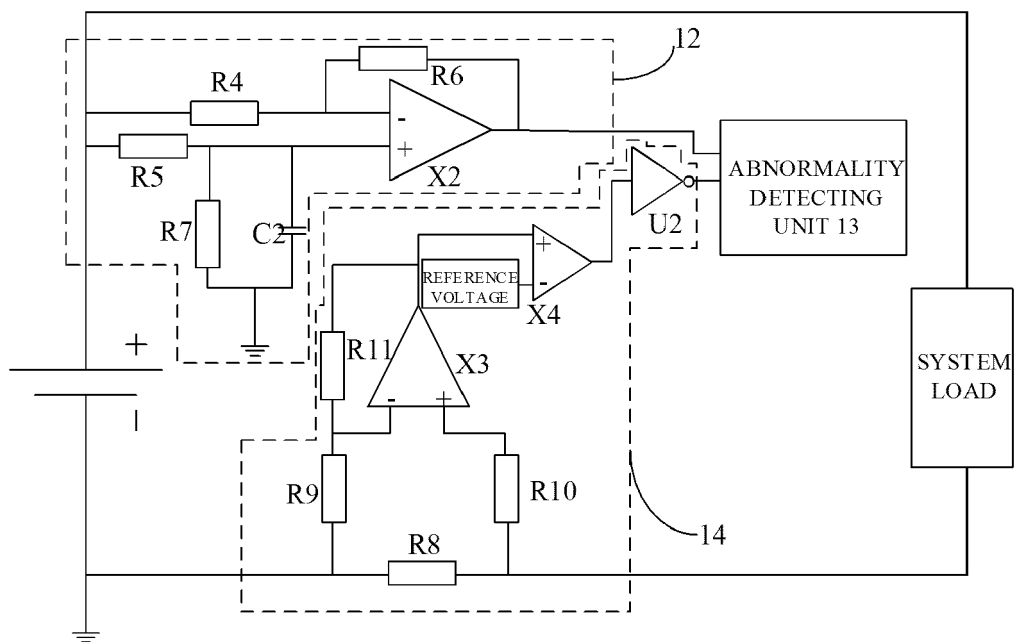 12
R6
R4
-
+
X2
R5
R7
C2
ABNORMALITY
DETECTING
UNIT 13
U2
+
REFERENCE
VOLTAGE
-
X4
R11
X3
-
+
+
SYSTEM
LOAD
R9
R10
R8
14